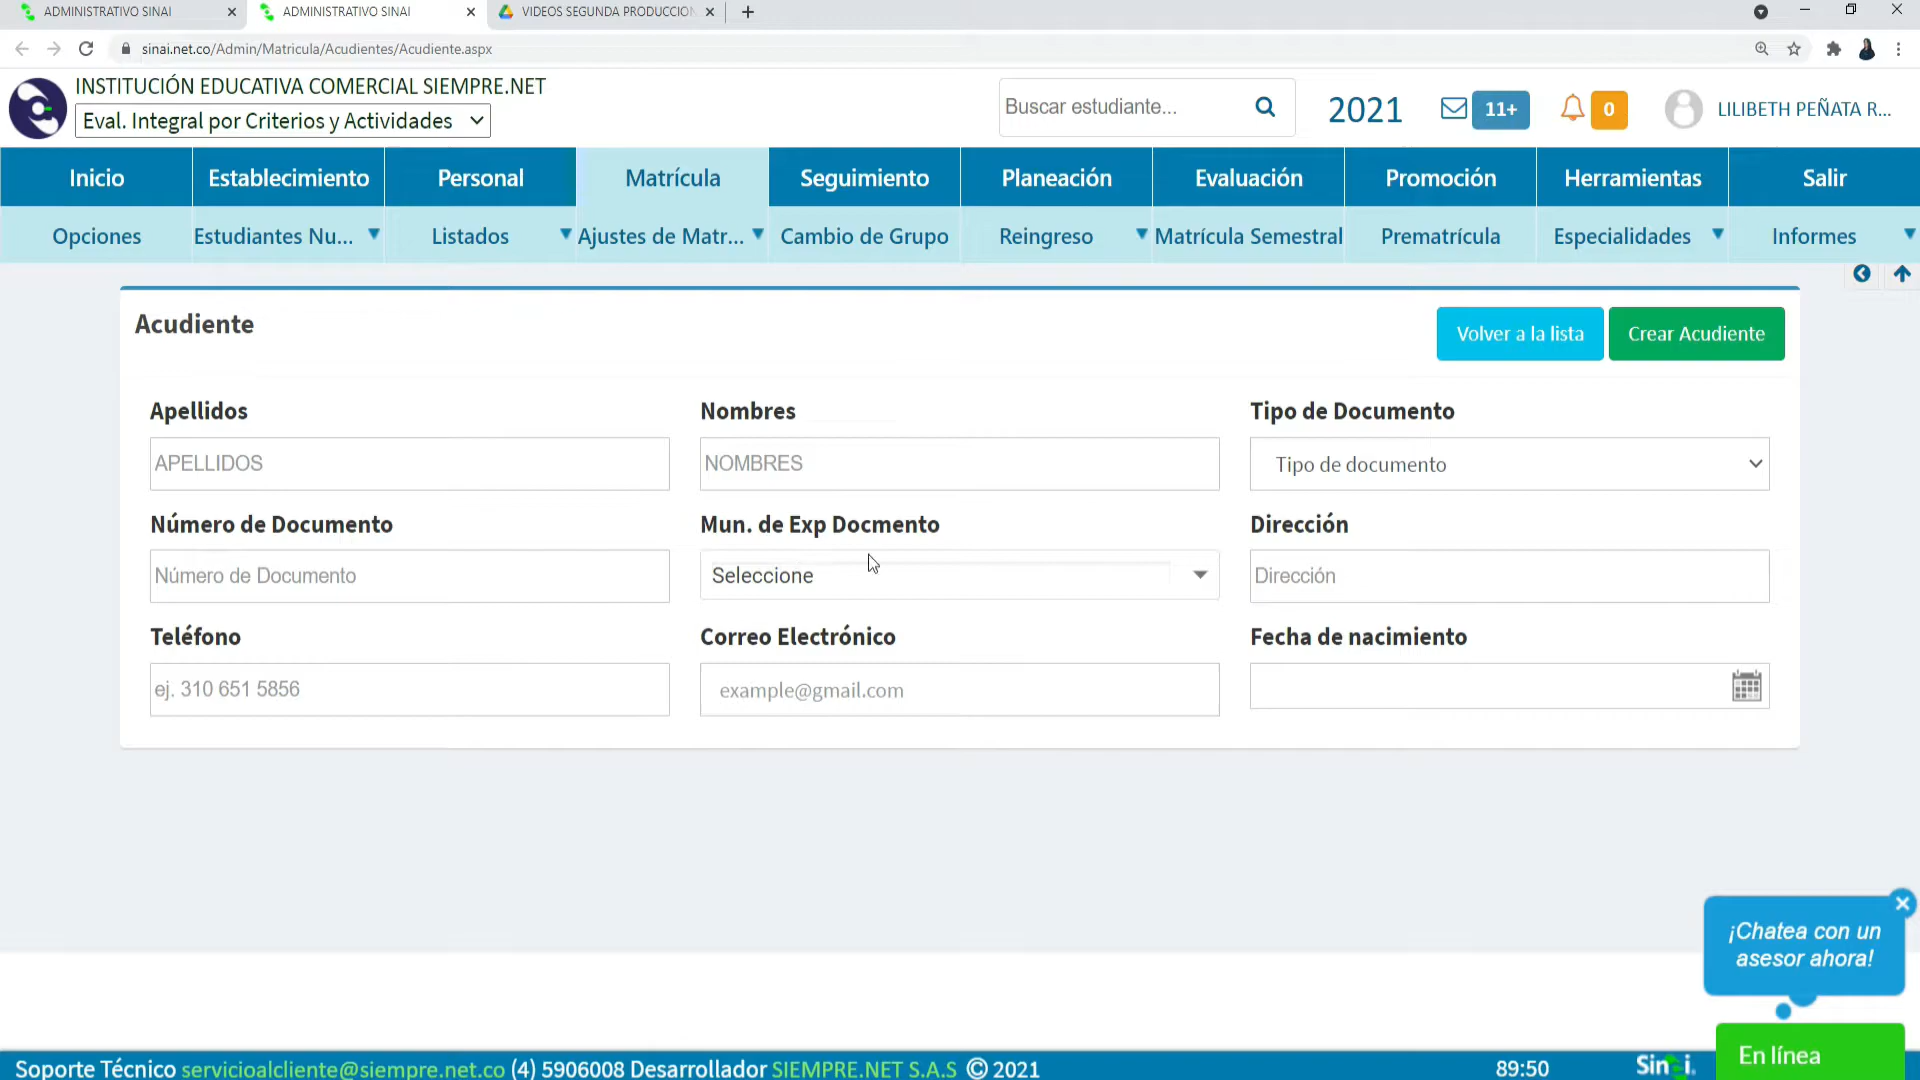 ADMINISTRATIVO SINAI
ADMINISTRATIVO SINAI
VIDEOS SEGUNDA PRODUCCION
sinai.net.co/Admin/Matricula/Acudientes/Acudiente.aspx
INSTITUCIÓN EDUCATIVA COMERCIAL SIEMPRE.NET
Eval. Integral por Criterios y Actividades
Buscar estudiante...
2021
11+
0
LILIBETH PEÑATA R...
Inicio Establecimiento Personal Matrícula Seguimiento Planeación Evaluación Promoción Herramientas Salir
Opciones Estudiantes Nu... Listados Ajustes de Matr... Cambio de Grupo Reingreso Matrícula Semestral Prematrícula Especialidades Informes
Acudiente
Volver a la lista
Crear Acudiente
Apellidos Nombres Tipo de Documento
APELLIDOS NOMBRES Tipo de documento
Número de Documento Mun. de Exp Docmento Dirección
Número de Documento Seleccione Dirección
Teléfono Correo Electrónico Fecha de nacimiento
ej. 310 651 5856 example@gmail.com
¡Chatea con un
asesor ahora!
En línea
Soporte Técnico servicioalcliente@siempre.net.co (4) 5906008 Desarrollador SIEMPRE.NET S.A.S © 2021 89:50 Sinai.